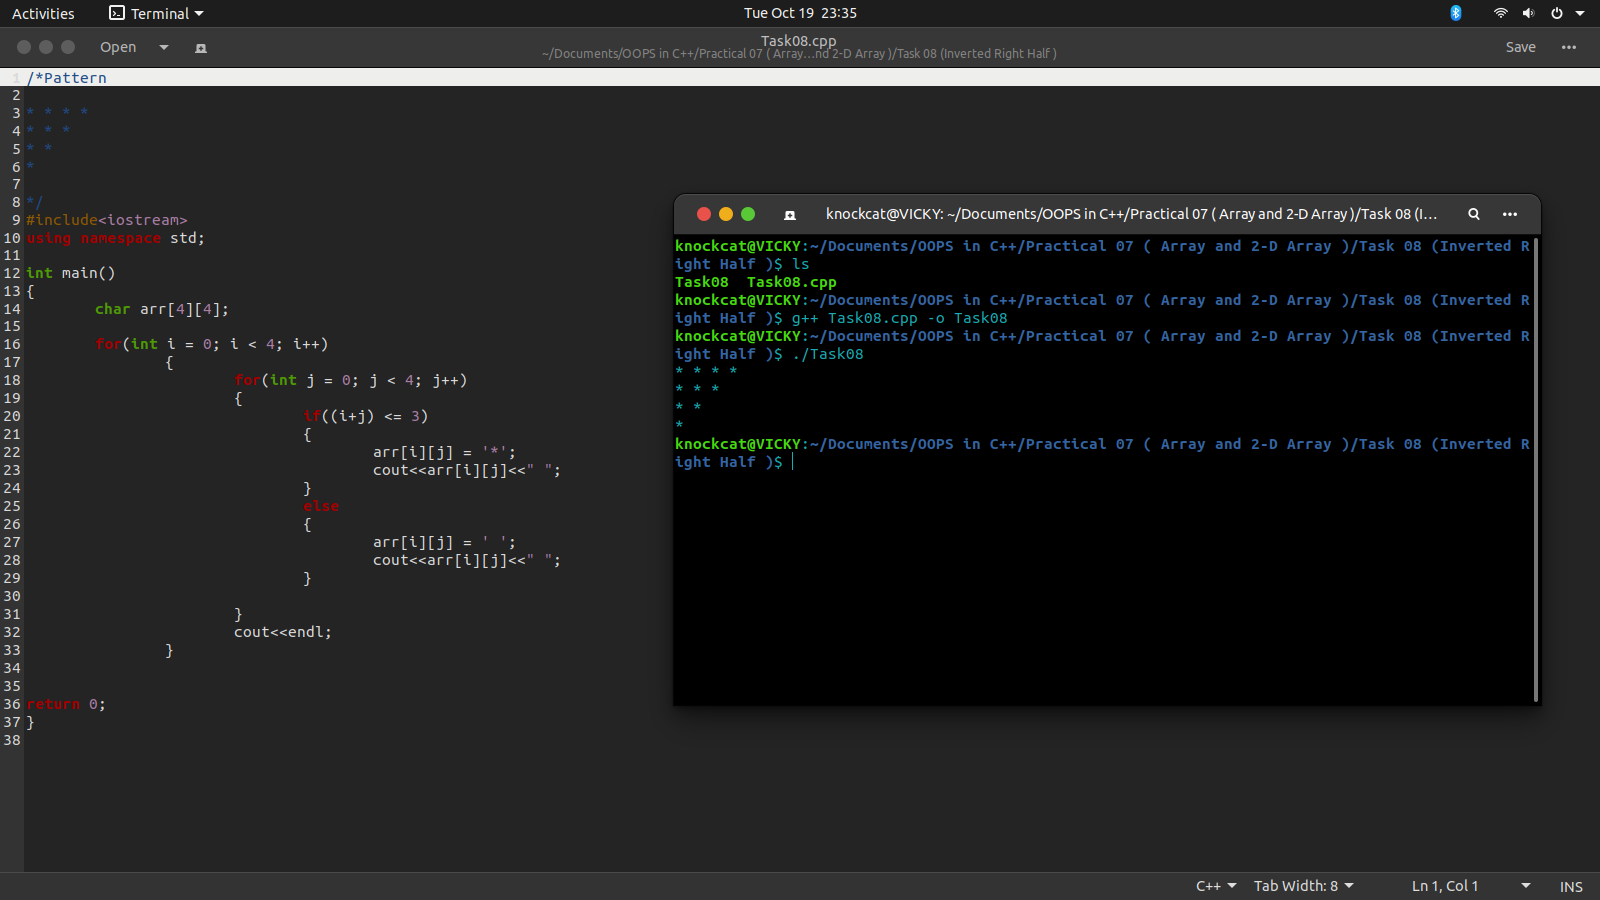 Activities Terminal Tue Oct 19 23:35
Open Task08.cpp Save
~/Documents/OOPS in C++/Practical 07 ( Array...nd 2-D Array )/Task 08 (Inverted Right Half )
1 /*Pattern
2
3 * * * *
4 * * *
5 * *
6 *
7
8 */
9 #include<iostream>
10 using namespace std;
11
12 int main()
13 {
14 char arr[4][4];
15
16 for(int i = 0; i < 4; i++)
17 {
18 for(int j = 0; j < 4; j++)
19 {
20 if((i+j) <= 3)
21 {
22 arr[i][j] = '*';
23 cout<<arr[i][j]<<" ";
24 }
25 else
26 {
27 arr[i][j] = ' ';
28 cout<<arr[i][j]<<" ";
29 }
30
31 }
32 cout<<endl;
33 }
34
35
36 return 0;
37 }
38
knockcat@VICKY: ~/Documents/OOPS in C++/Practical 07 ( Array and 2-D Array )/Task 08 (I...
knockcat@VICKY:~/Documents/OOPS in C++/Practical 07 ( Array and 2-D Array )/Task 08 (Inverted R
ight Half )$ ls
Task08  Task08.cpp
knockcat@VICKY:~/Documents/OOPS in C++/Practical 07 ( Array and 2-D Array )/Task 08 (Inverted R
ight Half )$ g++ Task08.cpp -o Task08
knockcat@VICKY:~/Documents/OOPS in C++/Practical 07 ( Array and 2-D Array )/Task 08 (Inverted R
ight Half )$ ./Task08
* * * *
* * *
* *
*
knockcat@VICKY:~/Documents/OOPS in C++/Practical 07 ( Array and 2-D Array )/Task 08 (Inverted R
ight Half )$
C++ Tab Width: 8 Ln 1, Col 1 INS